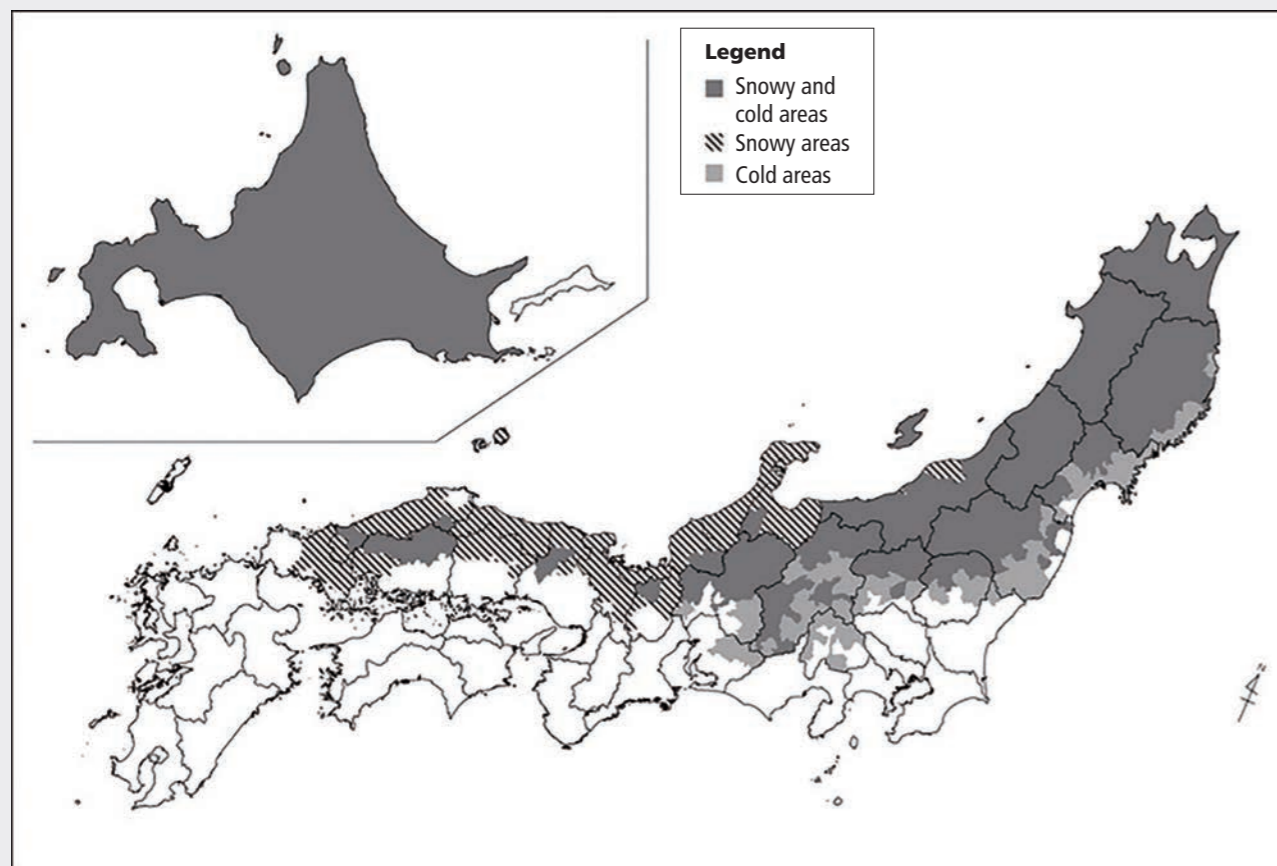 Legend
Snowy and
cold areas
Snowy areas
Cold areas
N